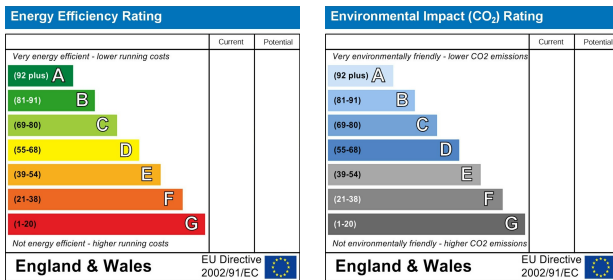 Energy Efficiency Rating
Current Potential
Very energy efficient - lower running costs
(92 plus) A
(81-91) B
(69-80) C
(55-68) D
(39-54) E
(21-38) F
(1-20) G
Not energy efficient - higher running costs
England & Wales
EU Directive
2002/91/EC
Environmental Impact (CO₂) Rating
Current Potential
Very environmentally friendly - lower CO2 emissions
(92 plus) A
(81-91) B
(69-80) C
(55-68) D
(39-54) E
(21-38) F
(1-20) G
Not environmentally friendly - higher CO2 emissions
England & Wales
EU Directive
2002/91/EC